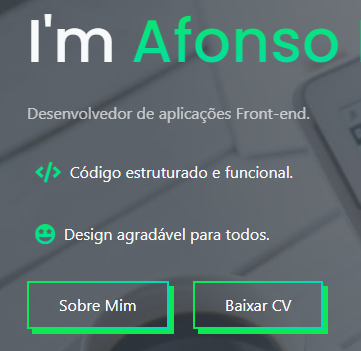 I'm Afonso
Desenvolvedor de aplicações Front-end.
Código estruturado e funcional.
Design agradável para todos.
Sobre Mim
Baixar CV